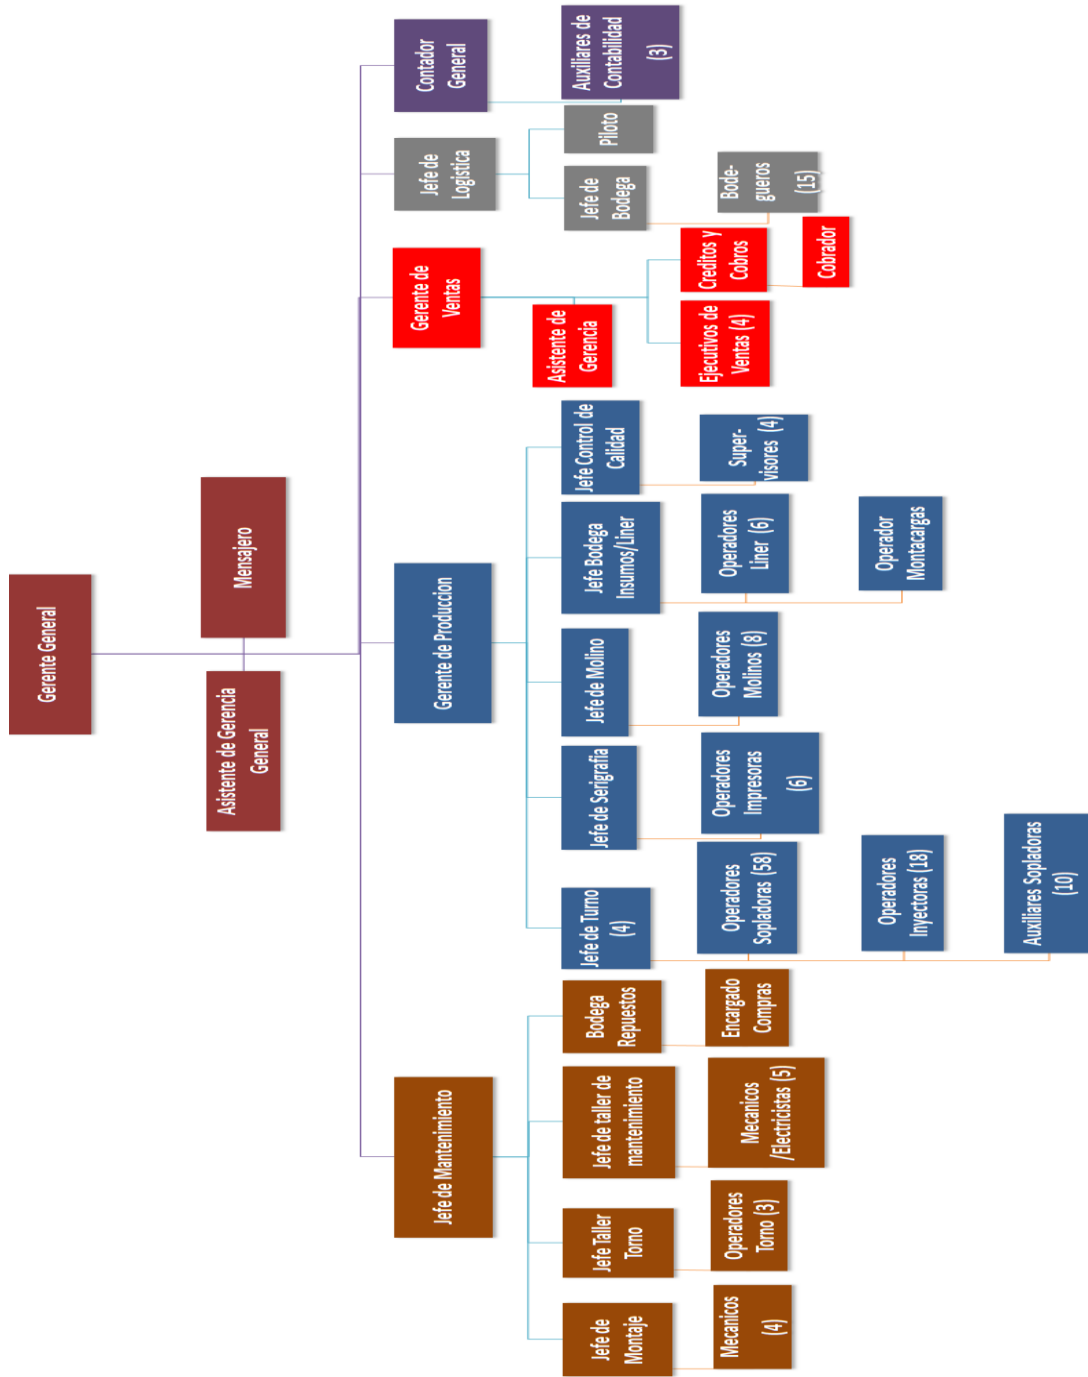 Gerente General
Asistente de Gerencia
General
Mensajero
Jefe de Mantenimiento
Gerente de Produccion
Gerente de
Ventas
Jefe de
Logistica
Contador
General
Jefe de
Montaje
Jefe Taller
Torno
Jefe de taller de
mantenimiento
Bodega
Repuestos
Jefe de Turno
(4)
Jefe de Serigrafia
Jefe de Molino
Jefe Bodega
Insumos/Liner
Jefe Control de
Calidad
Asistente de
Gerencia
Jefe de
Bodega
Piloto
Auxiliares de
Contabilidad
(3)
Mecanicos
(4)
Operadores
Torno (3)
Mecanicos
/Electricistas (5)
Encargado
Compras
Operadores
Sopladoras (58)
Operadores
Impresoras
(6)
Operadores
Molinos (8)
Operadores
Liner (6)
Super-
visores (4)
Ejecutivos de
Ventas (4)
Creditos y
Cobros
Bode-
gueros
(15)
Operadores
Inyectoras (18)
Operador
Montacargas
Cobrador
Auxiliares Sopladoras
(10)